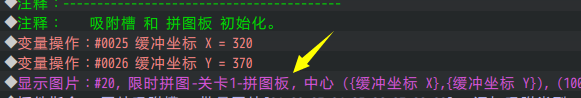 ◆注释：--------------------------------------
◆注释：　吸附槽 和 拼图板 初始化。
◆变量操作：#0025 缓冲坐标 X = 320
◆变量操作：#0026 缓冲坐标 Y = 370
◆显示图片：#20, 限时拼图-关卡1-拼图板, 中心 ({缓冲坐标 X},{缓冲坐标 Y}), (100